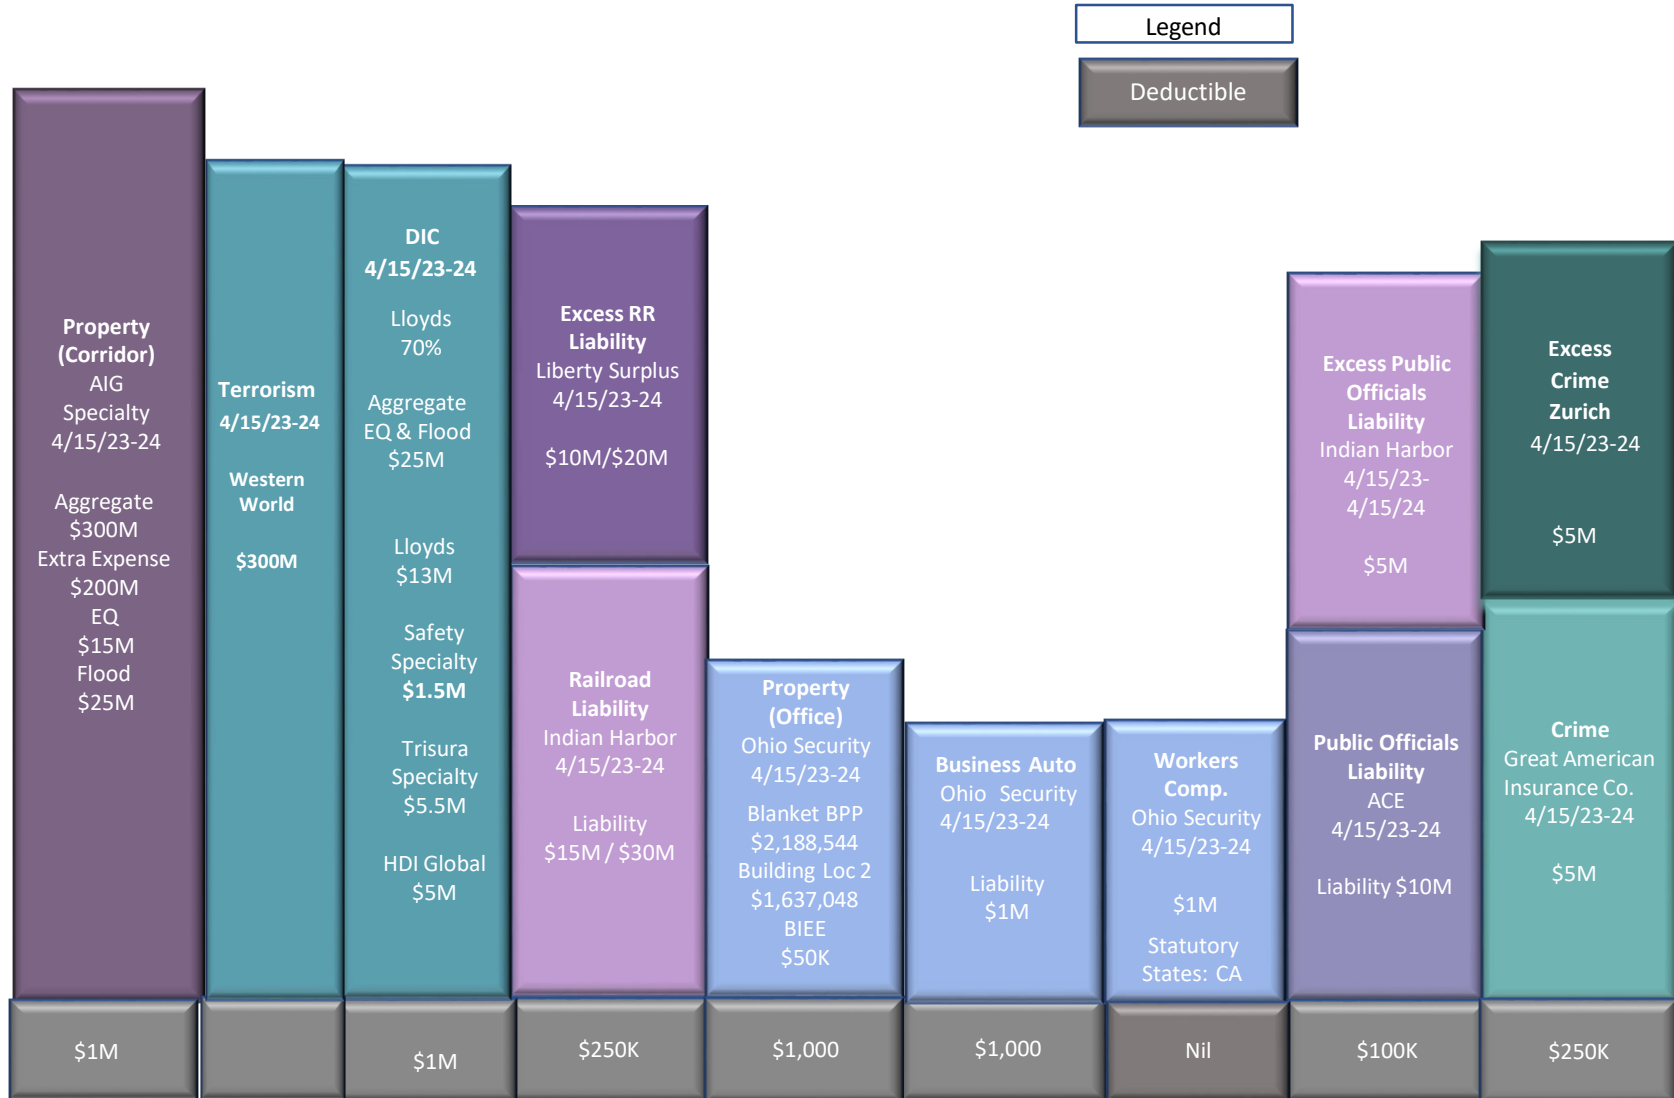 Legend
Deductible
Property
(Corridor)
AIG
Specialty
4/15/23-24
Aggregate
$300M
Extra Expense
$200M
EQ
$15M
Flood
$25M
Terrorism
4/15/23-24
Western
World
$300M
DIC
4/15/23-24
Lloyds
70%
Aggregate
EQ & Flood
$25M
Lloyds
$13M
Safety
Specialty
$1.5M
Trisura
Specialty
$5.5M
HDI Global
$5M
Excess RR
Liability
Liberty Surplus
4/15/23-24
$10M/$20M
Railroad
Liability
Indian Harbor
4/15/23-24
Liability
$15M / $30M
Property
(Office)
Ohio Security
4/15/23-24
Blanket BPP
$2,188,544
Building Loc 2
$1,637,048
BIEE
$50K
Business Auto
Ohio Security
4/15/23-24
Liability
$1M
Workers
Comp.
Ohio Security
4/15/23-24
$1M
Statutory
States: CA
Excess Public
Officials
Liability
Indian Harbor
4/15/23-
4/15/24
$5M
Public Officials
Liability
ACE
4/15/23-24
Liability $10M
Excess
Crime
Zurich
4/15/23-24
$5M
Crime
Great American
Insurance Co.
4/15/23-24
$5M
$1M
$1M
$250K
$1,000
$1,000
Nil
$100K
$250K